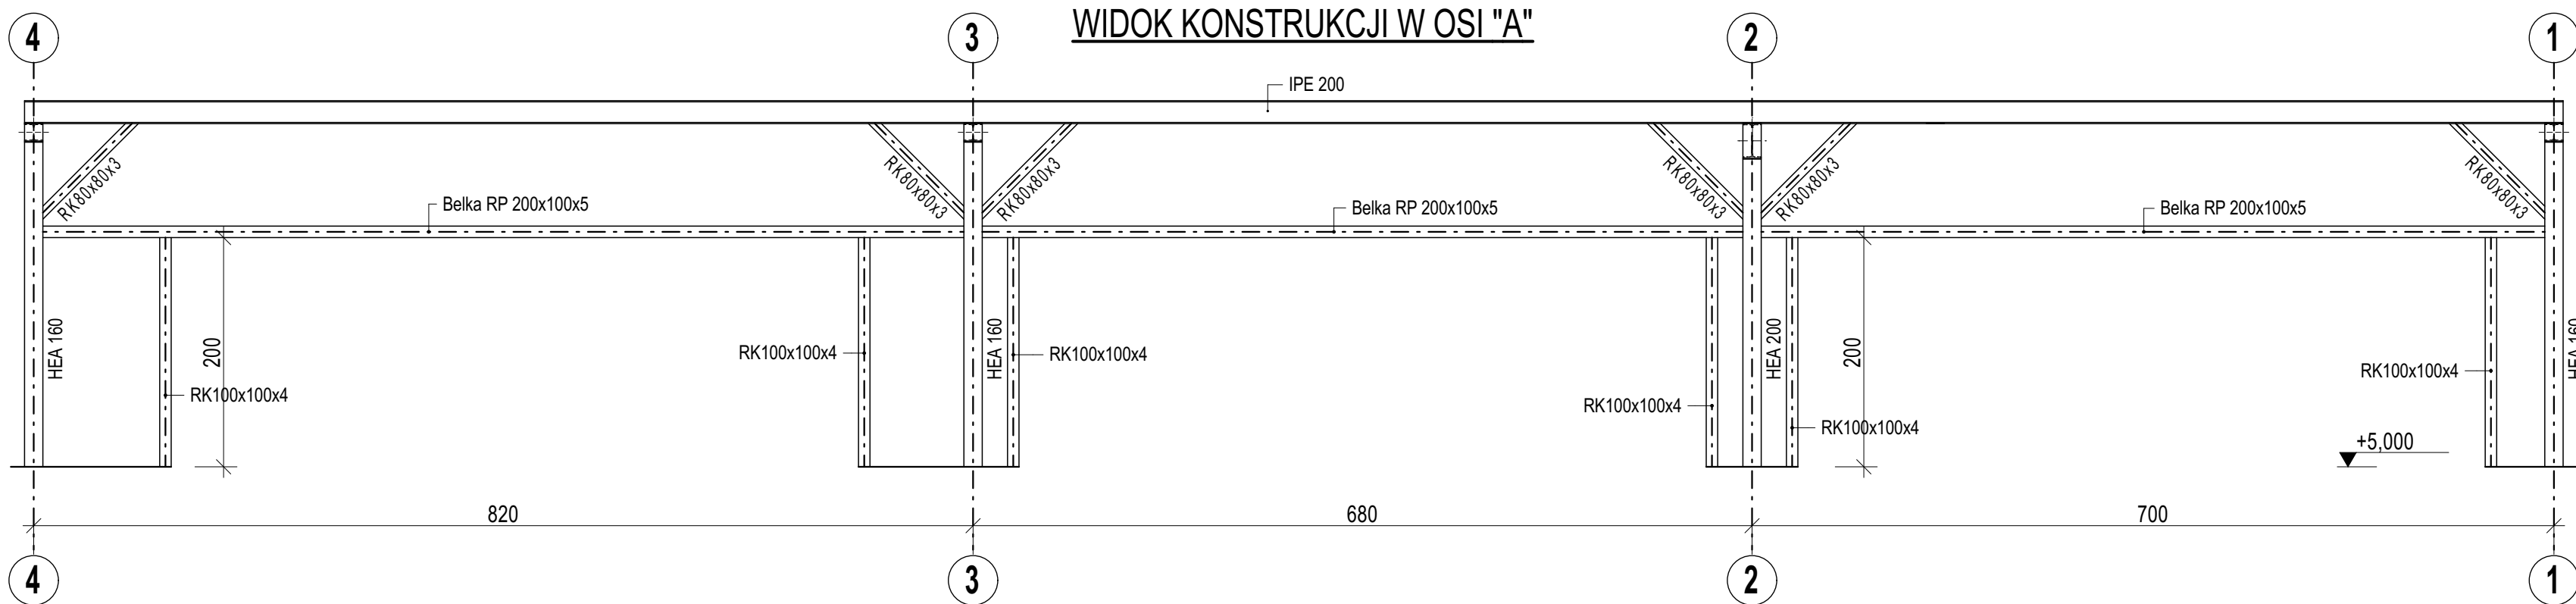 WIDOK KONSTRUKCJI W OSI "A"
4
3
2
1
IPE 200
RK80x80x3
RK80x80x3
RK80x80x3
RK80x80x3
RK80x80x3
RK80x80x3
Belka RP 200x100x5
Belka RP 200x100x5
Belka RP 200x100x5
HEA 160
200
RK100x100x4
RK100x100x4
HEA 160
RK100x100x4
RK100x100x4
HEA 200
RK100x100x4
200
RK100x100x4
HEA 160
+5,000
820
680
700
4
3
2
1